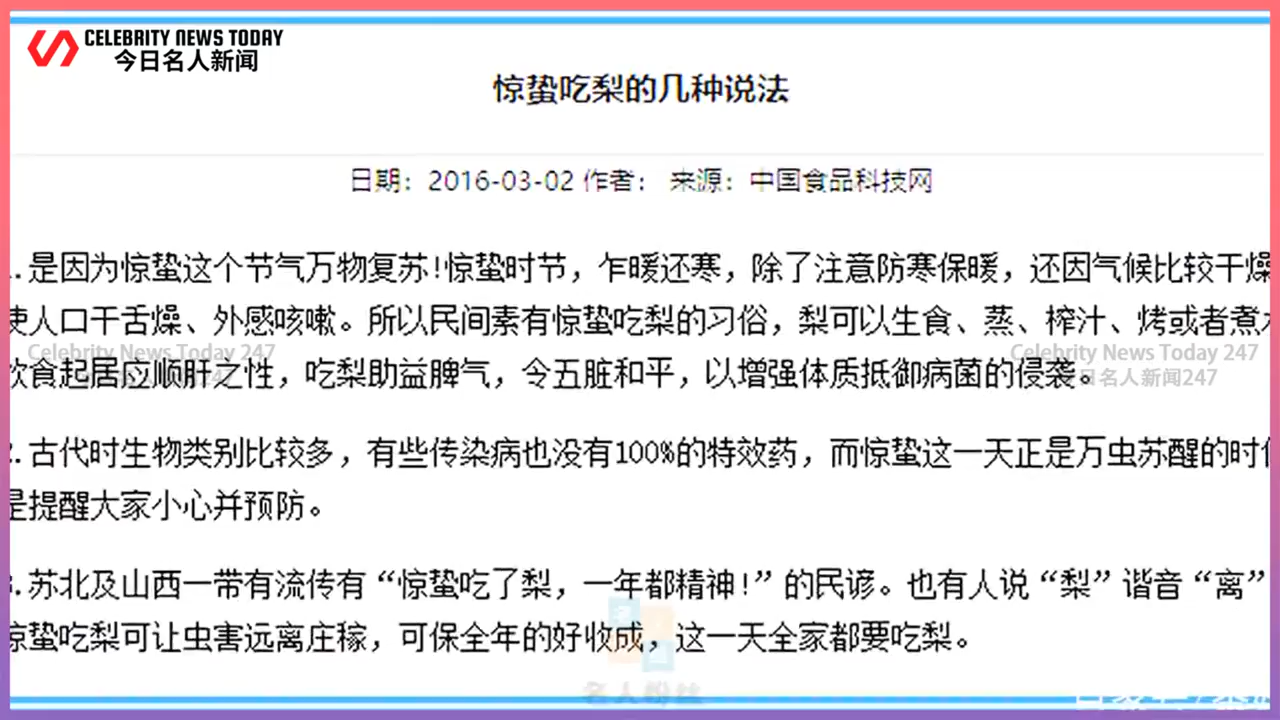 CELEBRITY NEWS TODAY
今日名人新闻
惊蛰吃梨的几种说法
日期：2016-03-02 作者： 来源：中国食品科技网
.是因为惊蛰这个节气万物复苏!惊蛰时节，乍暖还寒，除了注意防寒保暖，还因气候比较干燥
使人口干舌燥、外感咳嗽。所以民间素有惊蛰吃梨的习俗，梨可以生食、蒸、榨汁、烤或者煮水
Celebrity News Today 247
Celebrity News Today 247
饮食起居应顺肝之性，吃梨助益脾气，令五脏和平，以增强体质抵御病菌的侵袭。
日名人新闻247
2.古代时生物类别比较多，有些传染病也没有100%的特效药，而惊蛰这一天正是万虫苏醒的时候
是提醒大家小心并预防。
.苏北及山西一带有流传有“惊蛰吃了梨，一年都精神!”的民谚。也有人说“梨”谐音“离”
惊蛰吃梨可让虫害远离庄稼，可保全年的好收成，这一天全家都要吃梨。
名人粉丝